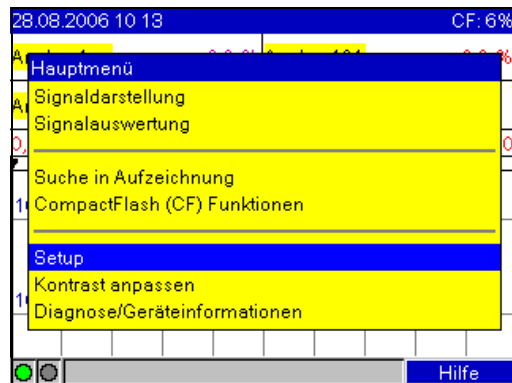 28.08.2006 10 13 CF: 6%
Hauptmenü
Signaldarstellung
Signalauswertung
Suche in Aufzeichnung
CompactFlash (CF) Funktionen
Setup
Kontrast anpassen
Diagnose/Geräteinformationen
Hilfe